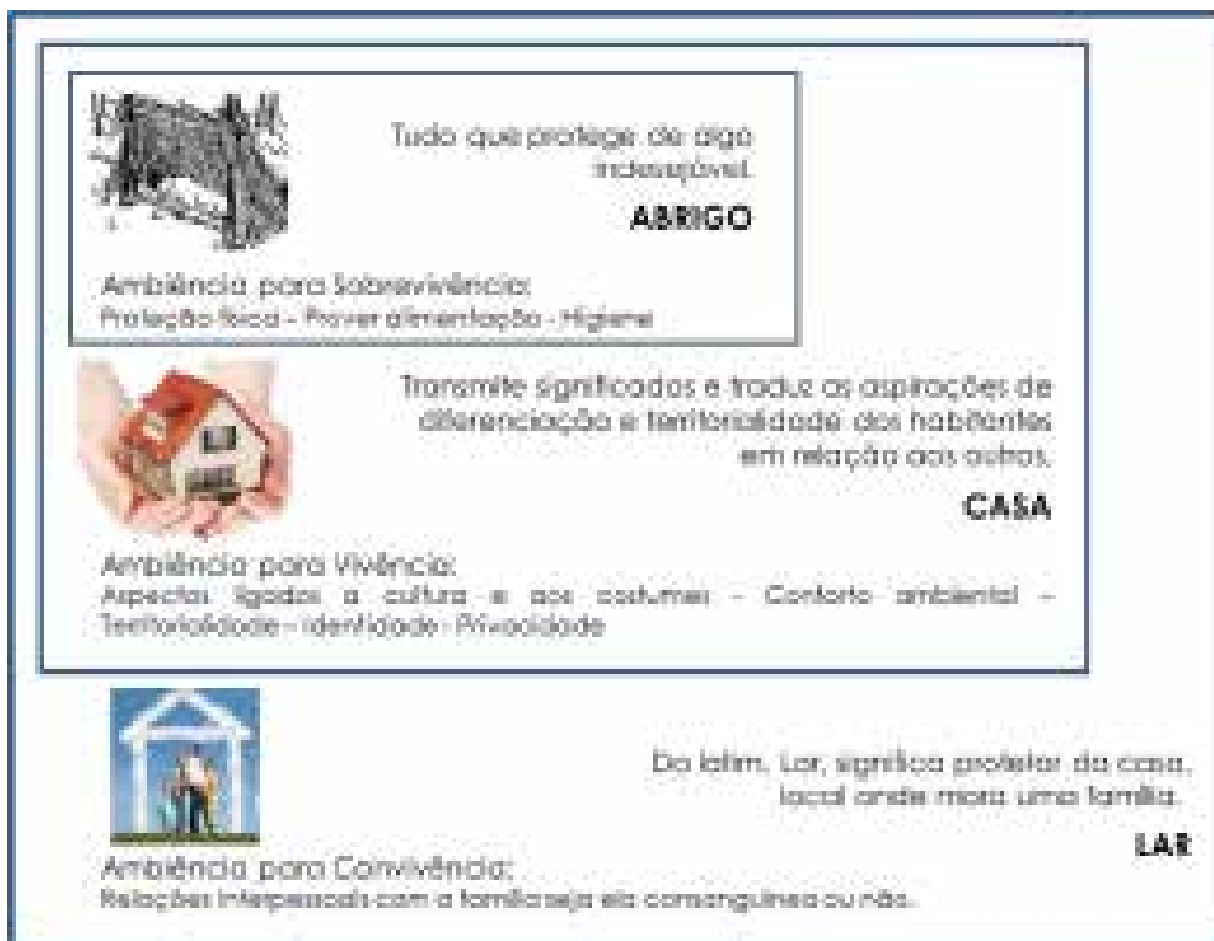 Tudo que protege de algo
indesejável.
ABRIGO
Ambiência para Sobrevivência:
Proteção física - Prover alimentação - Higiene
Transmite significados e traduz as aspirações de
diferenciação e territorialidade dos habitantes
em relação aos outros.
CASA
Ambiência para Vivência:
Aspectos ligados a cultura e aos costumes - Conforto ambiental -
Territorialidade - Identidade - Privacidade
Do latim, Lar, significa protetor da casa,
local onde mora uma família.
LAR
Ambiência para Convivência:
Relações interpessoais com a família seja ela consanguínea ou não.